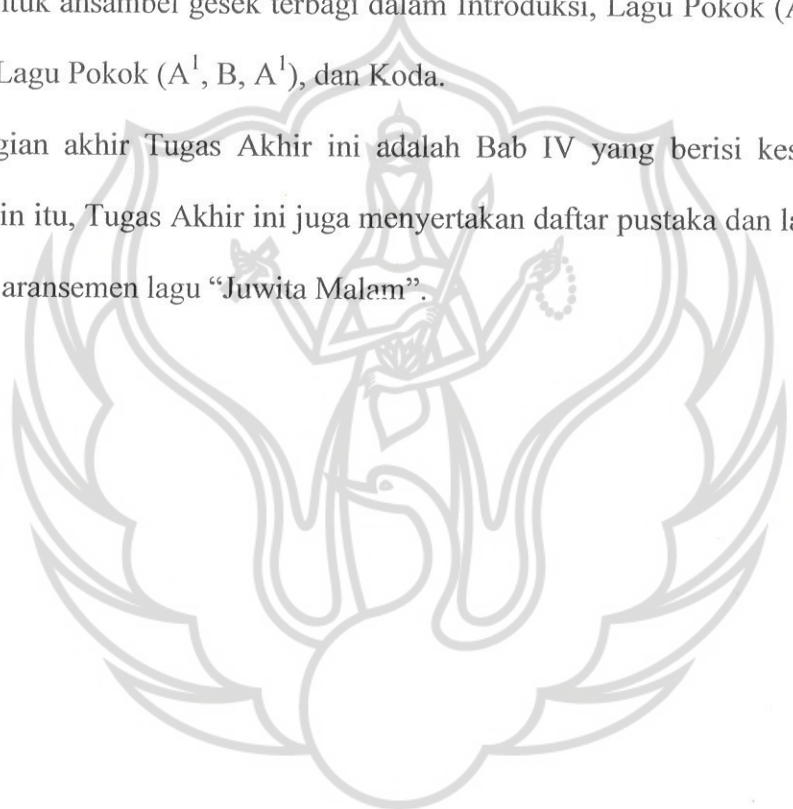 ntuk ansambel gesek terbagi dalam Introduksi, Lagu Pokok (A
Lagu Pokok (A¹, B, A¹), dan Koda.
gian akhir Tugas Akhir ini adalah Bab IV yang berisi kes
in itu, Tugas Akhir ini juga menyertakan daftar pustaka dan la
aransemen lagu “Juwita Malam”.